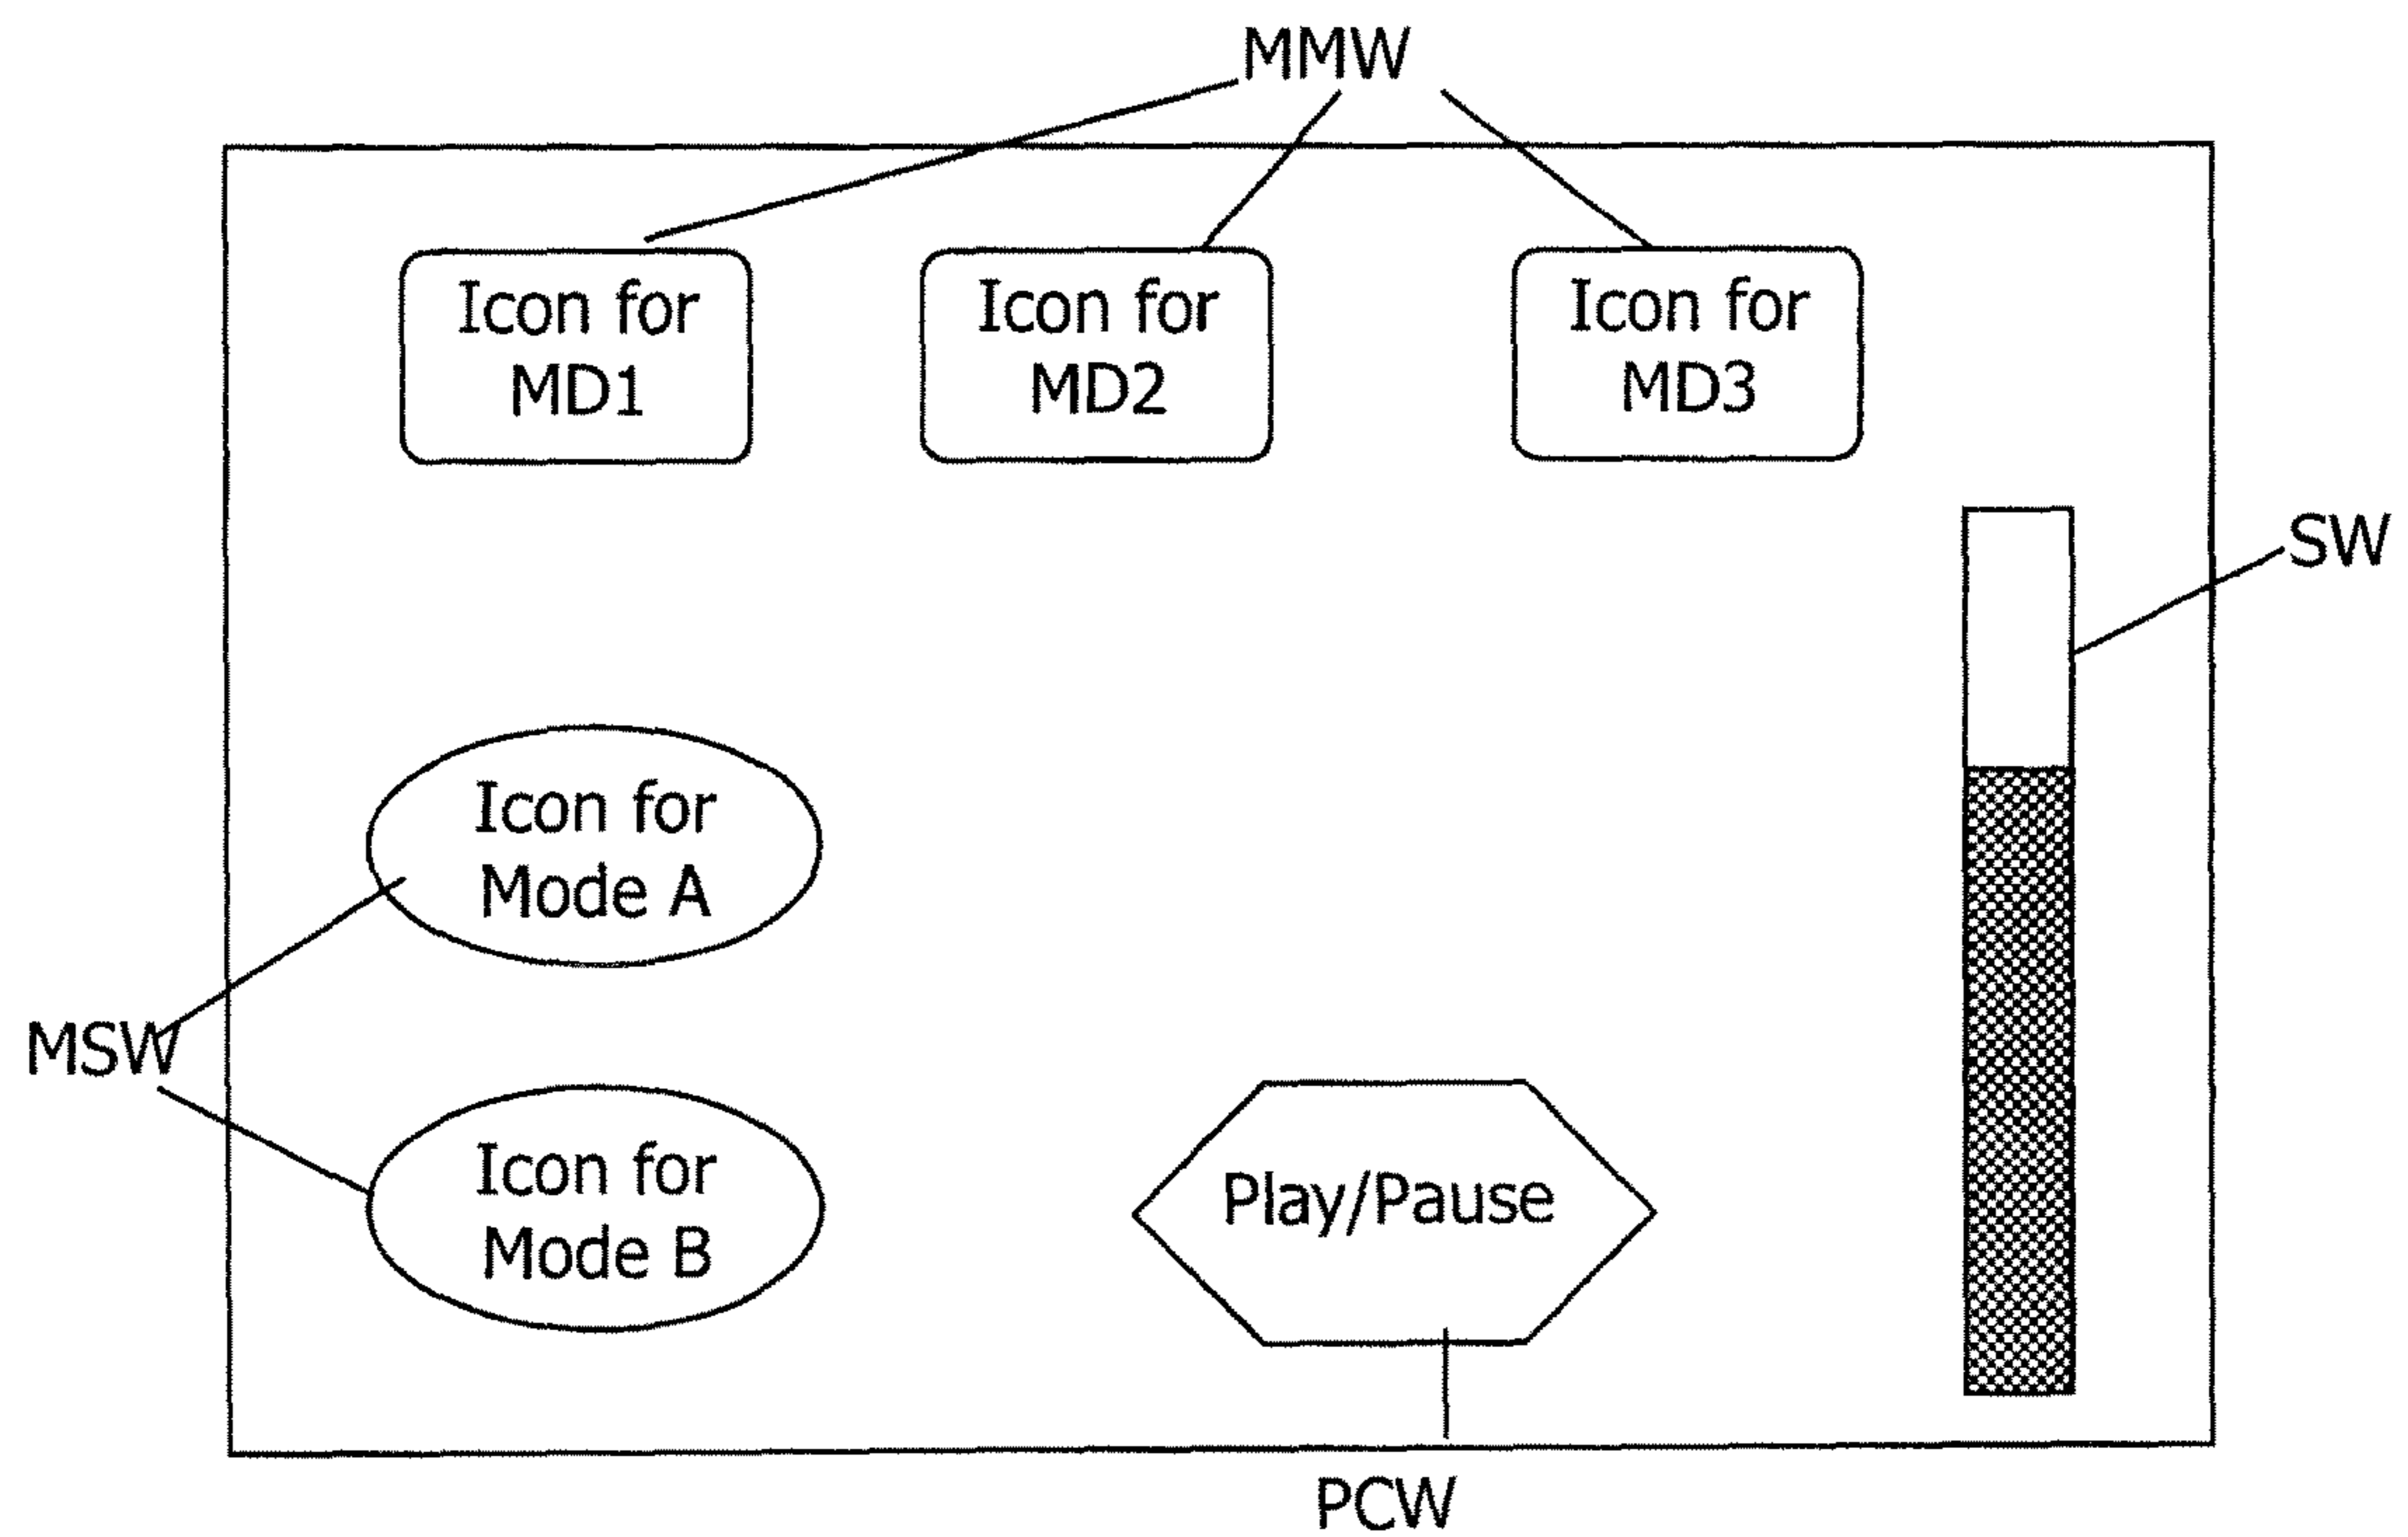 MMW
Icon for
MD1
Icon for
MD2
Icon for
MD3
SW
Icon for
Mode A
MSW
Icon for
Mode B
Play/Pause
PCW